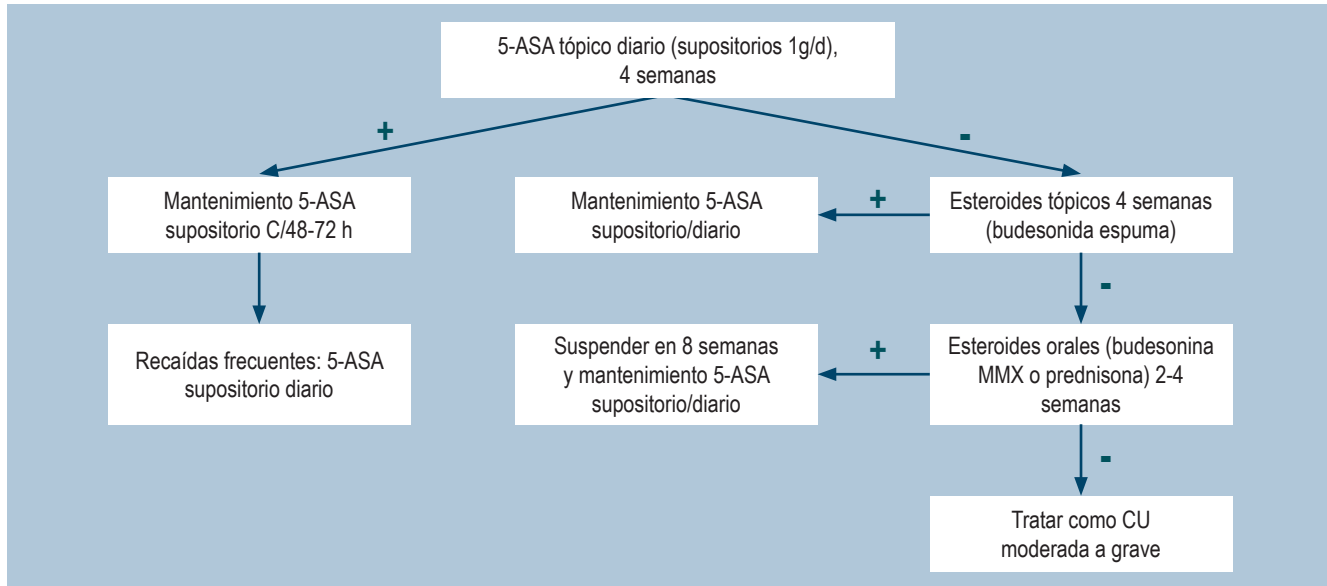 5-ASA tópico diario (supositorios 1g/d),
4 semanas
+
-
Mantenimiento 5-ASA
supositorio C/48-72 h
Mantenimiento 5-ASA
supositorio/diario
+
Esteroides tópicos 4 semanas
(budesonida espuma)
-
Recaídas frecuentes: 5-ASA
supositorio diario
Suspender en 8 semanas
y mantenimiento 5-ASA
supositorio/diario
+
Esteroides orales (budesonina
MMX o prednisona) 2-4
semanas
-
Tratar como CU
moderada a grave